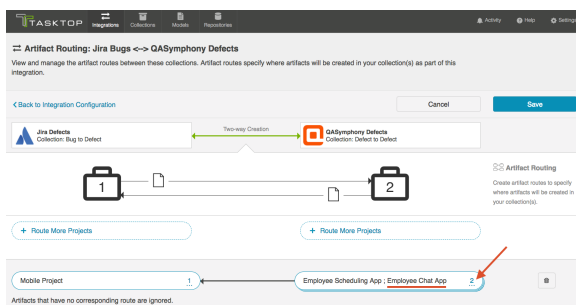 TASKTOP
Integrations
Collections
Models
Repositories
Activity
Help
Settings
Artifact Routing: Jira Bugs <--> QASymphony Defects
View and manage the artifact routes between these collections. Artifact routes specify where artifacts will be created in your collection(s) as part of this
integration.
Back to Integration Configuration
Cancel
Save
Jira Defects
Collection: Bug to Defect
Two-way Creation
QASymphony Defects
Collection: Defect to Defect
1
2
Artifact Routing
Create artifact routes to specify
where artifacts will be created in
your collection(s).
+ Route More Projects
+ Route More Projects
Mobile Project
1
Employee Scheduling App ; Employee Chat App
2
Artifacts that have no corresponding route are ignored.